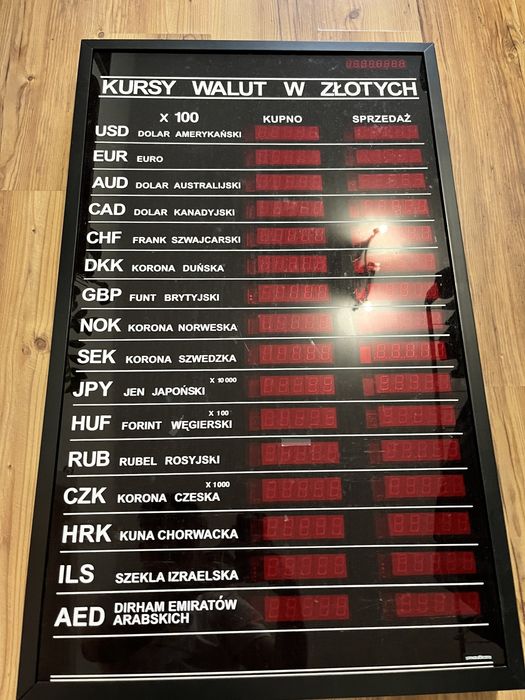 KURSY WALUT W ZŁOTYCH
X 100 KUPNO SPRZEDAŻ
USD DOLAR AMERYKAŃSKI
EUR EURO
AUD DOLAR AUSTRALIJSKI
CAD DOLAR KANADYJSKI
CHF FRANK SZWAJCARSKI
DKK KORONA DUŃSKA
GBP FUNT BRYTYJSKI
NOK KORONA NORWESKA
SEK KORONA SZWEDZKA
JPY JEN JAPOŃSKI X 10 000
HUF FORINT WĘGIERSKI X 100
RUB RUBEL ROSYJSKI
CZK KORONA CZESKA X 1000
HRK KUNA CHORWACKA
ILS SZEKLA IZRAELSKA
AED DIRHAM EMIRATÓW
ARABSKICH